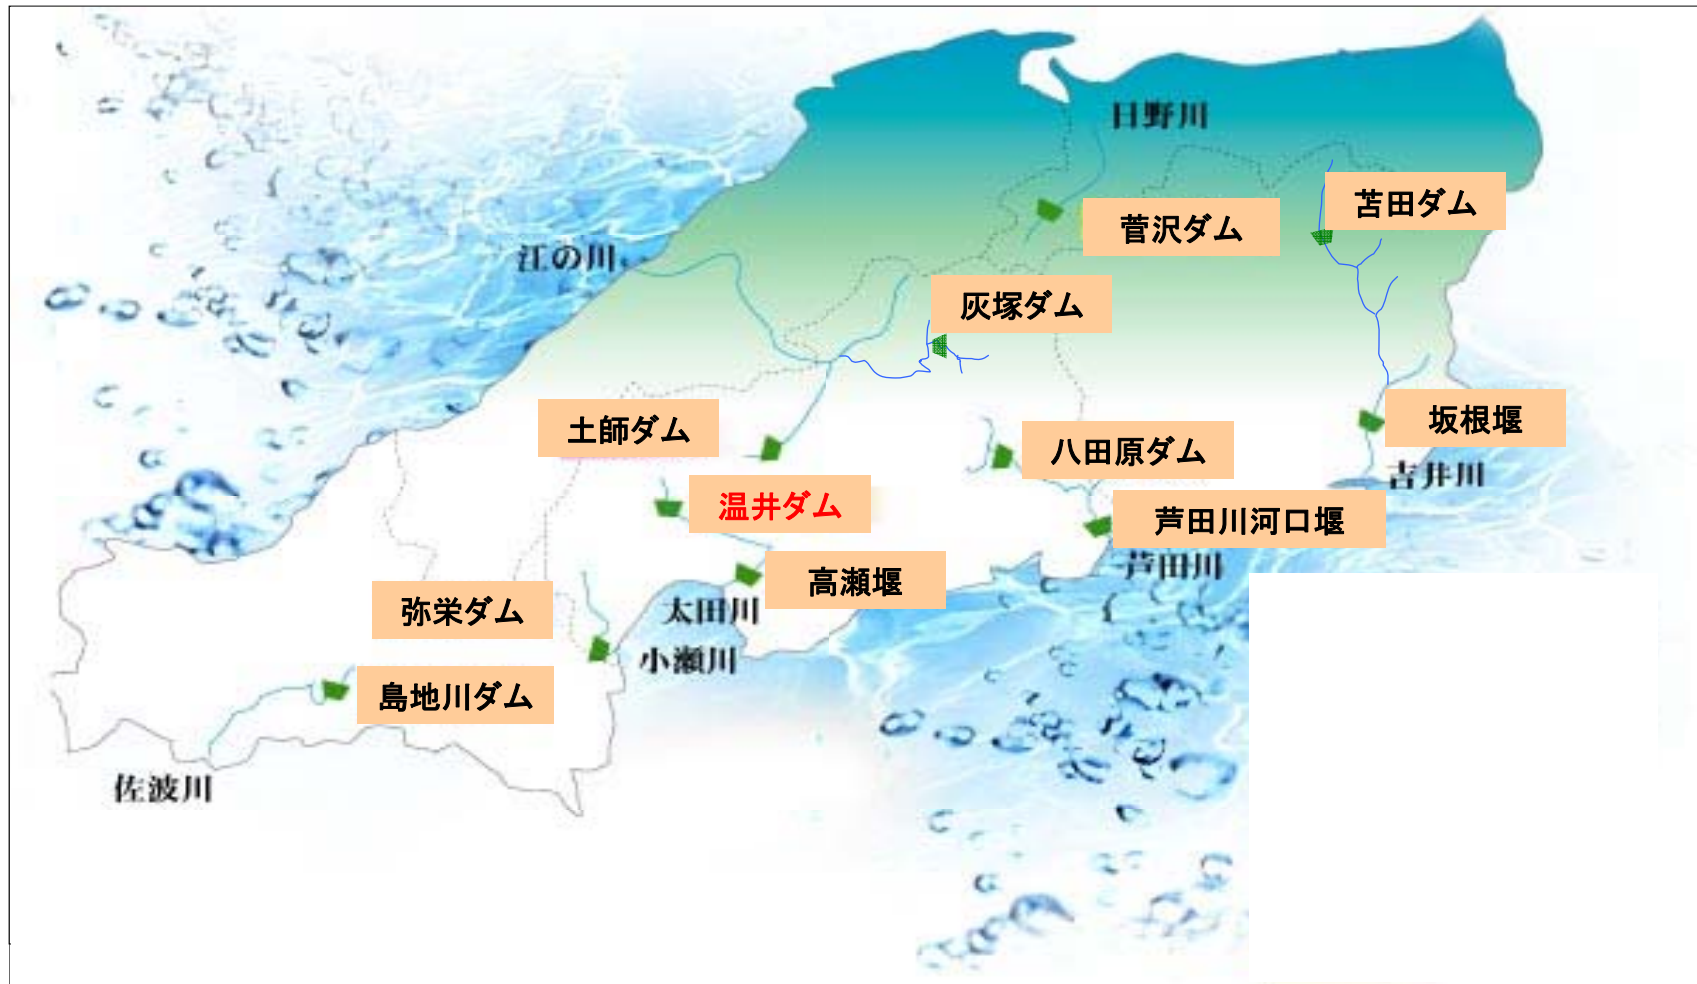 日野川
苫田ダム
菅沢ダム
江の川
灰塚ダム
土師ダム
八田原ダム
坂根堰
吉井川
温井ダム
芦田川河口堰
芦田川
高瀬堰
弥栄ダム
太田川
小瀬川
島地川ダム
佐波川